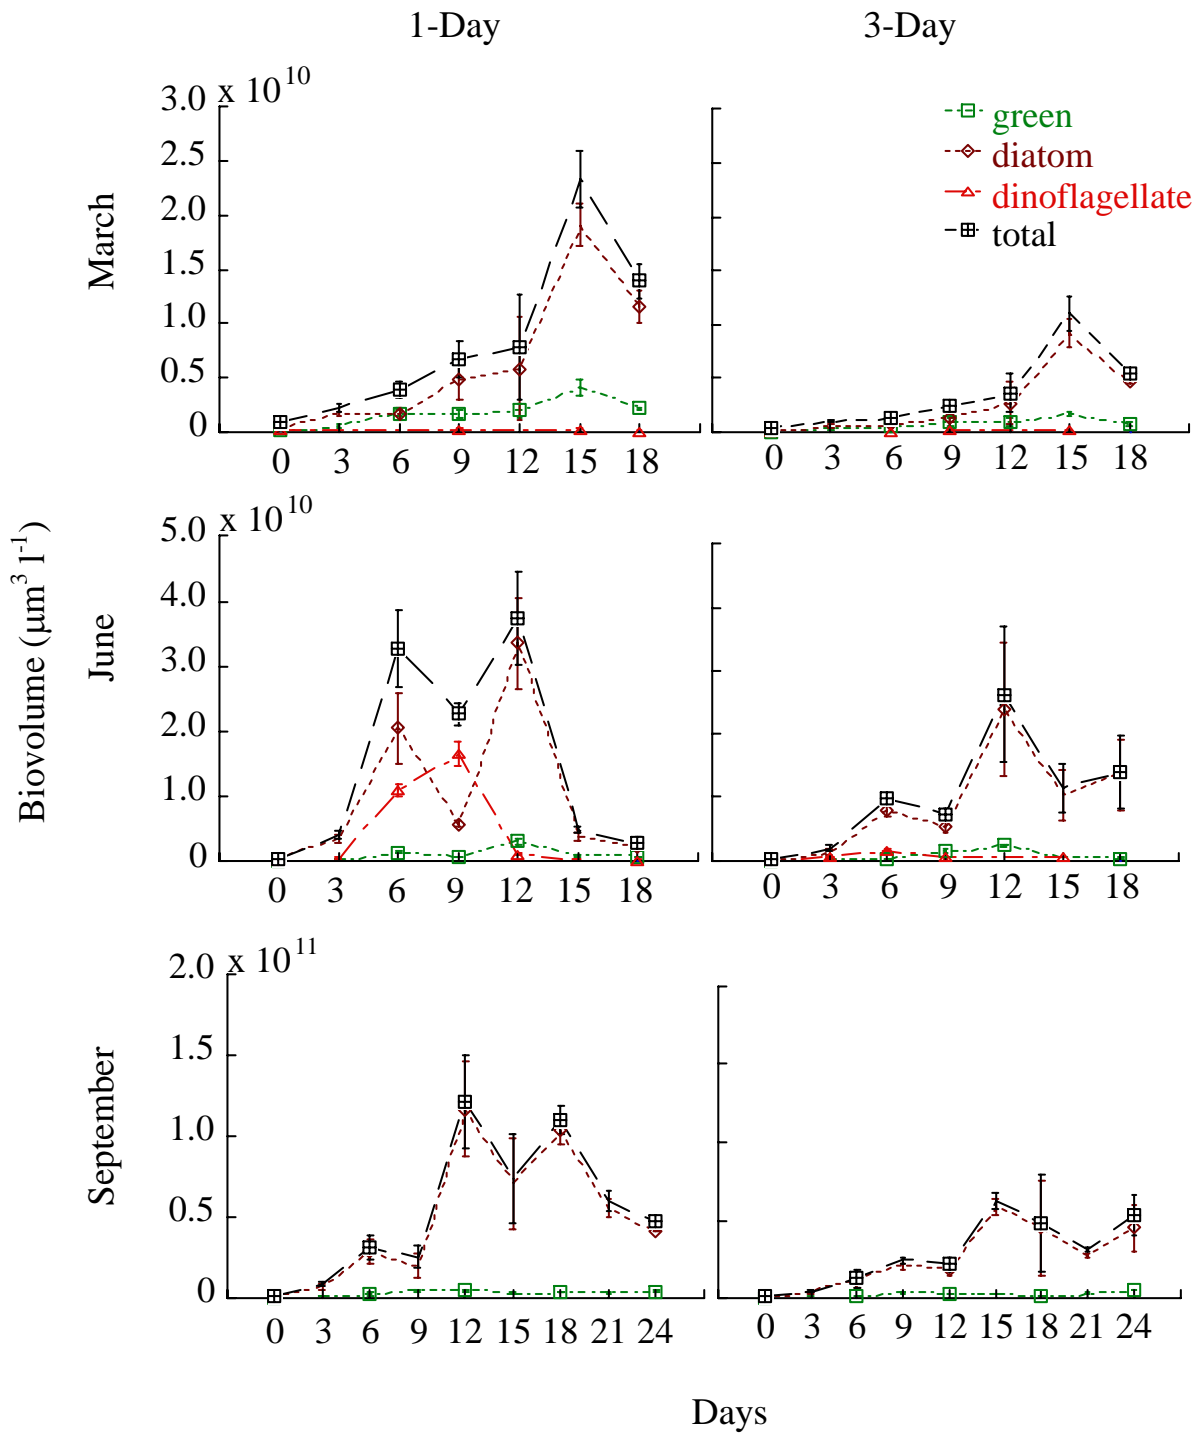 1-Day 3-Day
3.0 x 10^10
2.5
2.0
1.5
1.0
0.5
0
March
green
diatom
dinoflagellate
total
0 3 6 9 12 15 18
0 3 6 9 12 15 18
5.0 x 10^10
4.0
3.0
2.0
1.0
0
June
Biovolume (µm³ l⁻¹)
0 3 6 9 12 15 18
0 3 6 9 12 15 18
2.0 x 10^11
1.5
1.0
0.5
0
September
0 3 6 9 12 15 18 21 24
0 3 6 9 12 15 18 21 24
Days